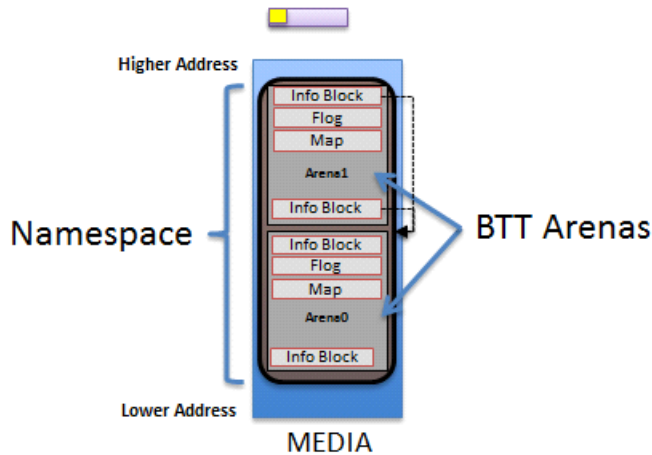 Higher Address
Info Block
Flog
Map
Arena1
Info Block
Namespace
BTT Arenas
Info Block
Flog
Map
Arena0
Info Block
Lower Address
MEDIA